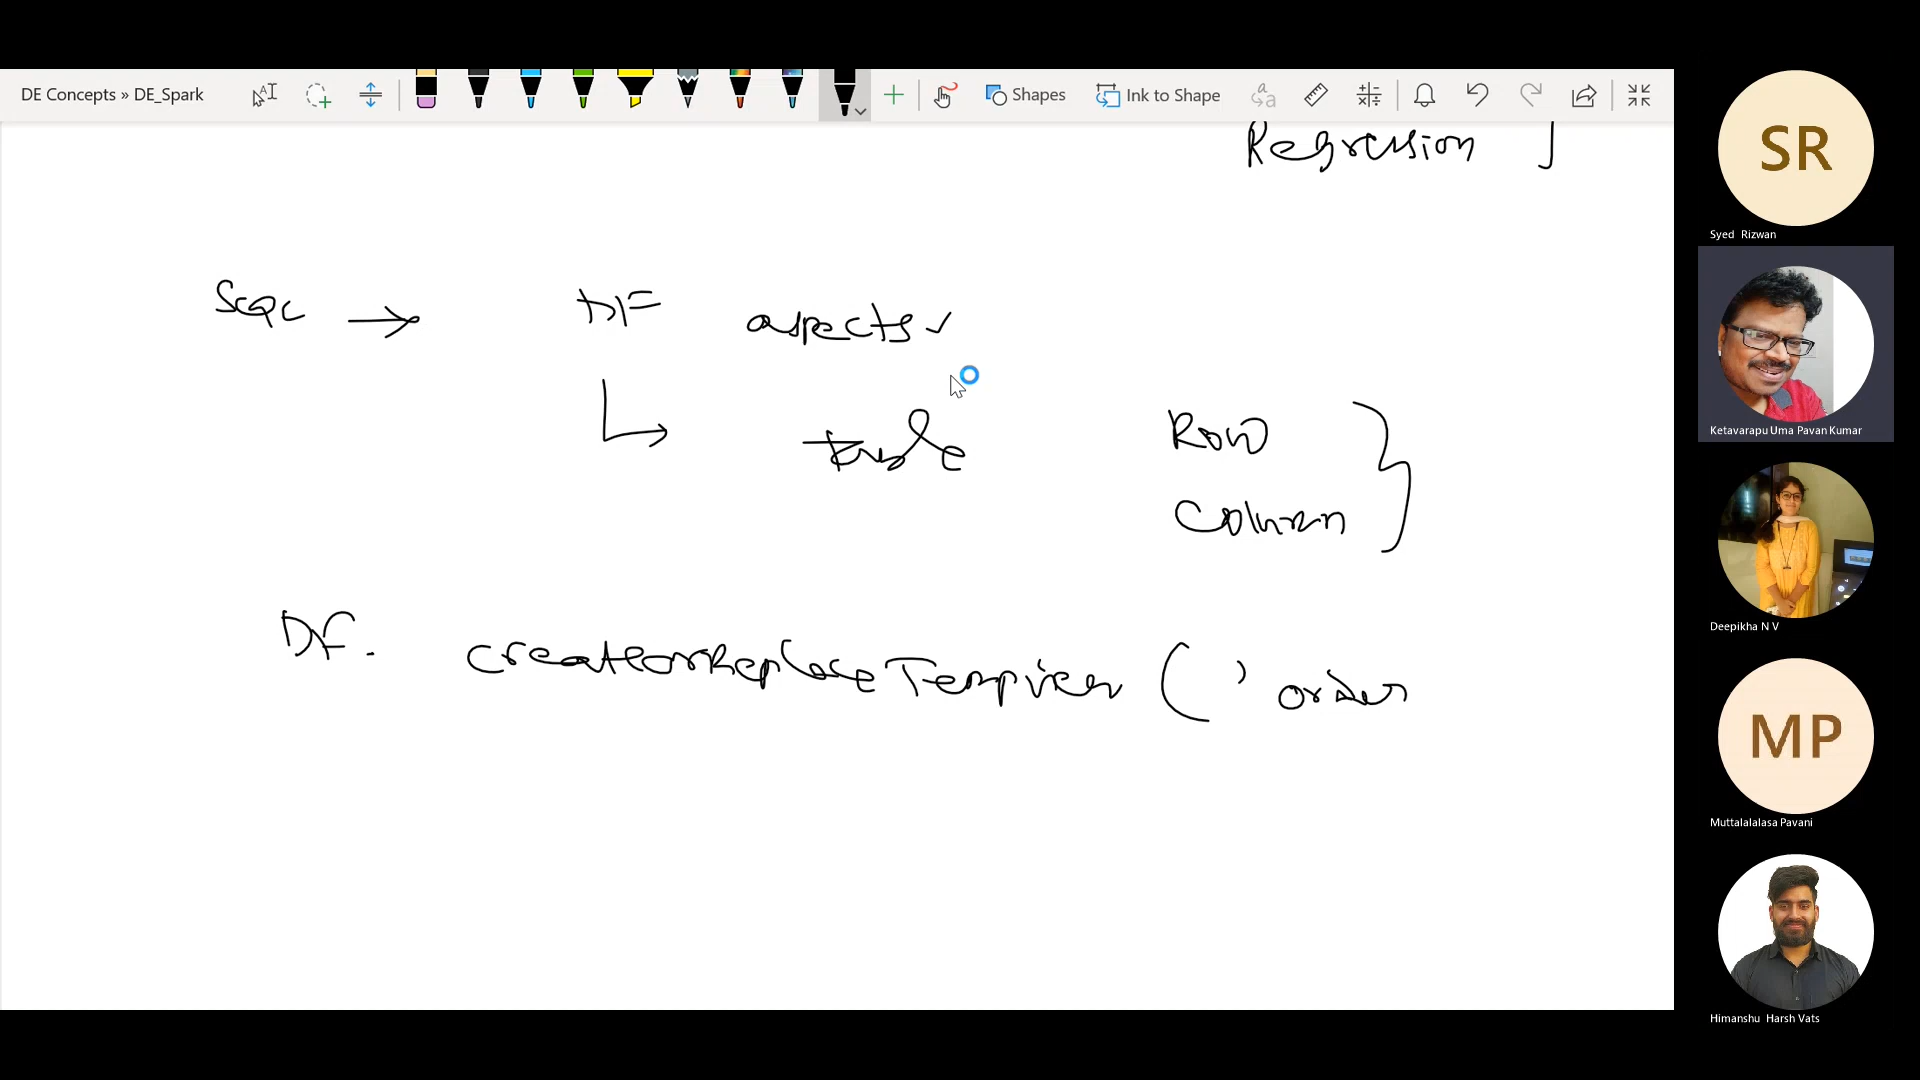 DE Concepts » DE_Spark
Shapes
Ink to Shape
Regression ]
SQL → DF aspects ✓
table
Row
Column
DF. createorReplaceTempview ( ' order
SR
Syed Rizwan
Ketavarapu Uma Pavan Kumar
Deepikha N V
MP
Muttalalalasa Pavani
Himanshu Harsh Vats